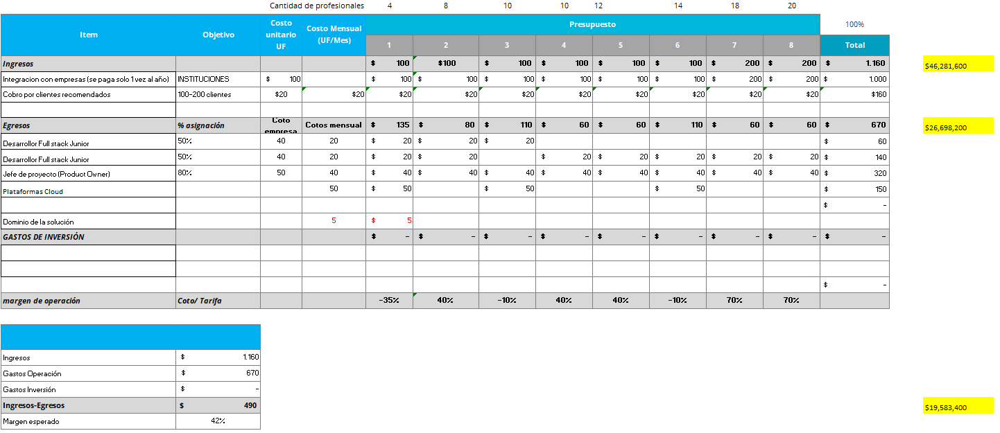 Cantidad de profesionales 4 8 10 10 12 14 18 20
Item Objetivo Costo unitario UF Costo Mensual (UF/Mes) Presupuesto 100%
1 2 3 4 5 6 7 8 Total
Ingresos $ 100 $100 $ 100 $ 100 $ 100 $ 100 $ 200 $ 200 $ 1.160 $46,281,600
Integracion con empresas (se paga solo 1 vez al año) INSTITUCIONES $ 100 $ 100 $ 100 $ 100 $ 100 $ 100 $ 100 $ 200 $ 200 $ 1.000
Cobro por clientes recomendados 100-200 clientes $20 $20 $20 $20 $20 $20 $20 $20 $20 $20 $160
Egresos % asignación Coto empresa Cotos mensual $ 135 $ 80 $ 110 $ 60 $ 60 $ 110 $ 60 $ 60 $ 670 $26,698,200
Desarrollor Full stack Junior 50% 40 20 $ 20 $ 20 $ 20 $ 60
Desarrollor Full stack Junior 50% 40 20 $ 20 $ 20 $ 20 $ 20 $ 20 $ 20 $ 20 $ 140
Jefe de proyecto (Product Owner) 80% 50 40 $ 40 $ 40 $ 40 $ 40 $ 40 $ 40 $ 40 $ 40 $ 320
Plataformas Cloud 50 $ 50 $ 50 $ 50 $ 150
$ -
Dominio de la solución 5 $ 5
GASTOS DE INVERSIÓN $ - $ - $ - $ - $ - $ - $ - $ - $ -
$ -
margen de operación Coto/ Tarifa -35% 40% -10% 40% 40% -10% 70% 70%
Ingresos $ 1.160
Gastos Operación $ 670
Gastos Inversión $ -
Ingresos-Egresos $ 490 $19,583,400
Margen esperado 42%